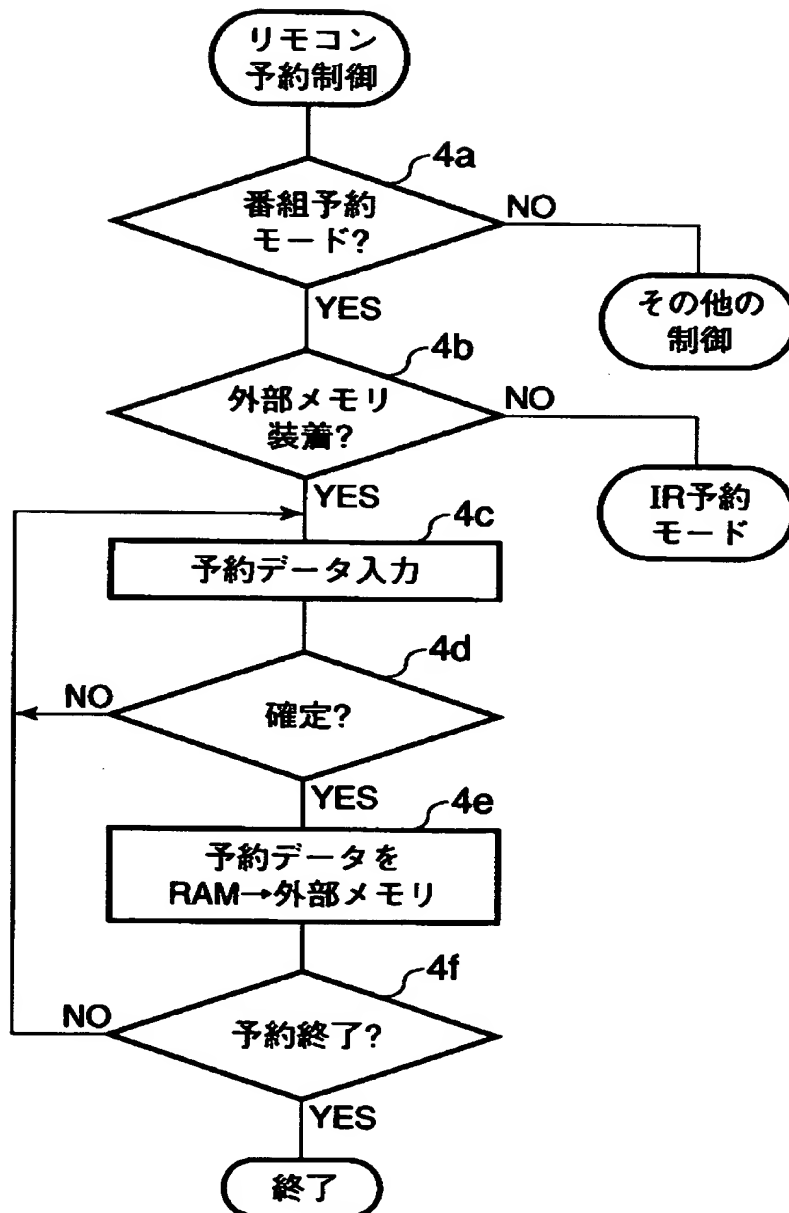 リモコン
予約制御
4a
番組予約
モード?
NO
YES
その他の
制御
4b
外部メモリ
装着?
NO
YES
IR予約
モード
4c
予約データ入力
4d
NO
確定?
YES
4e
予約データを
RAM→外部メモリ
4f
NO
予約終了?
YES
終了